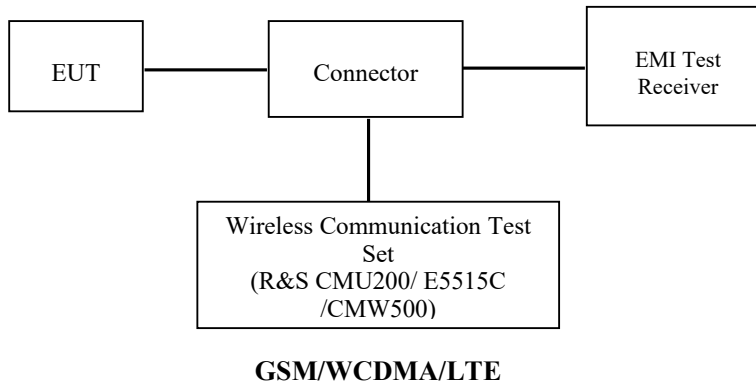 EUT
Connector
EMI Test
Receiver
Wireless Communication Test
Set
(R&S CMU200/ E5515C
/CMW500)
GSM/WCDMA/LTE